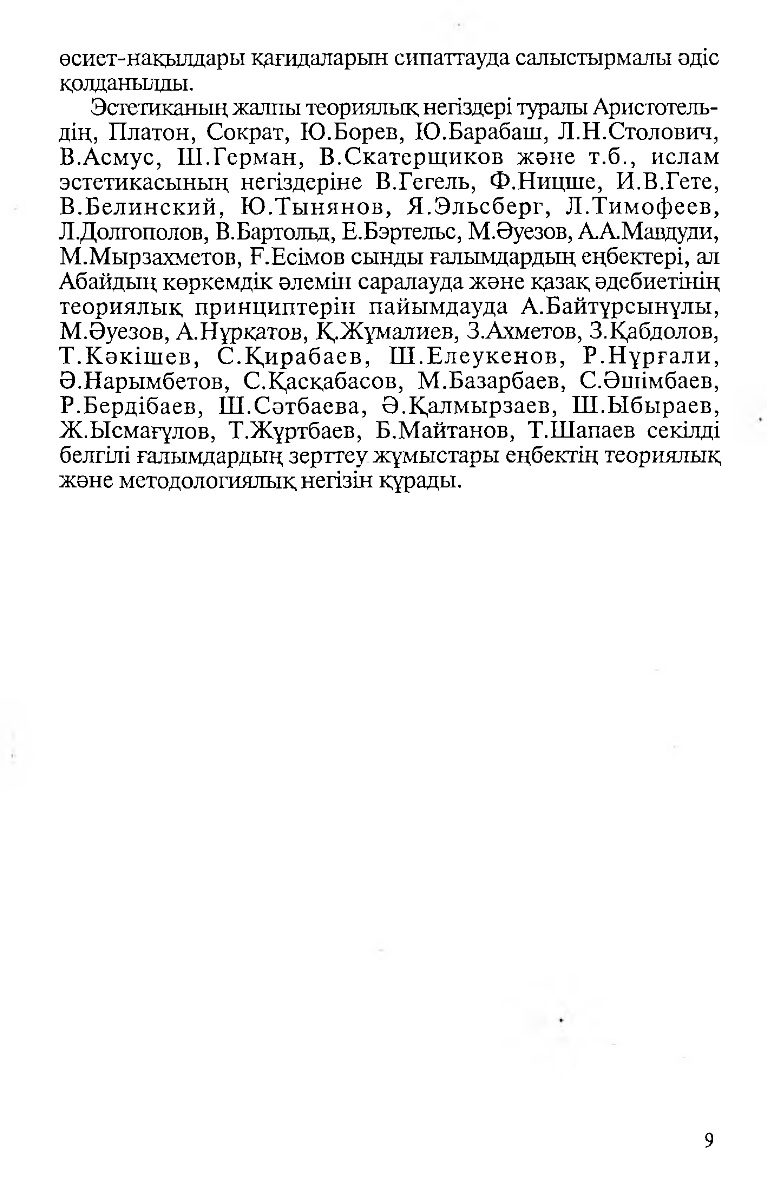 өсиет-нақылдары қағидаларын сипаттауда салыстырмалы әдіс
қолданылды.
Эстетиканың жалпы теориялық негіздері туралы Аристотель-
дің, Платон, Сократ, Ю.Борев, Ю.Барабаш, Л.Н.Столович,
В.Асмус, Ш.Герман, В.Скатерщиков және т.б., ислам
эстетикасының негіздеріне В.Гегель, Ф.Ницше, И.В.Гете,
В.Белинский, Ю.Тынянов, Я.Эльсберг, Л.Тимофеев,
Л.Долгополов, В.Бартольд, Е.Бэртельс, М.Әуезов, А.А.Мавдуди,
М.Мырзахметов, Ғ.Есімов сынды ғалымдардың еңбектері, ал
Абайдың көркемдік әлемін саралауда және қазақ әдебиетінің
теориялық принциптерін пайымдауда А.Байтұрсынұлы,
М.Әуезов, А.Нұрқатов, Қ.Жұмалиев, З.Ахметов, З.Қабдолов,
Т.Кәкішев, С.Қирабаев, Ш.Елеукенов, Р.Нұрғали,
Ә.Нарымбетов, С.Қасқабасов, М.Базарбаев, С.Әшімбаев,
Р.Бердібаев, Ш.Сәтбаева, Ә.Қалмырзаев, Ш.Ыбыраев,
Ж.Ысмағұлов, Т.Жұртбаев, Б.Майтанов, Т.Шапаев секілді
белгілі ғалымдардың зерттеу жұмыстары еңбектің теориялық
және методологиялық негізін құрады.
9